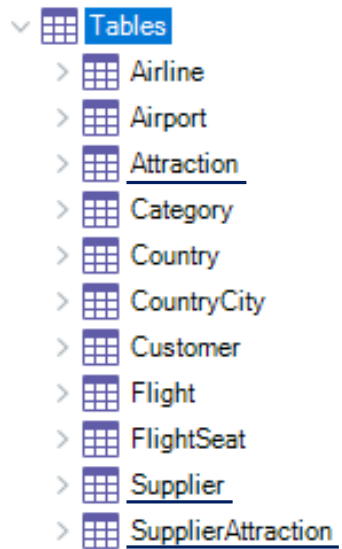 Tables
Airline
Airport
Attraction
Category
Country
CountryCity
Customer
Flight
FlightSeat
Supplier
SupplierAttraction